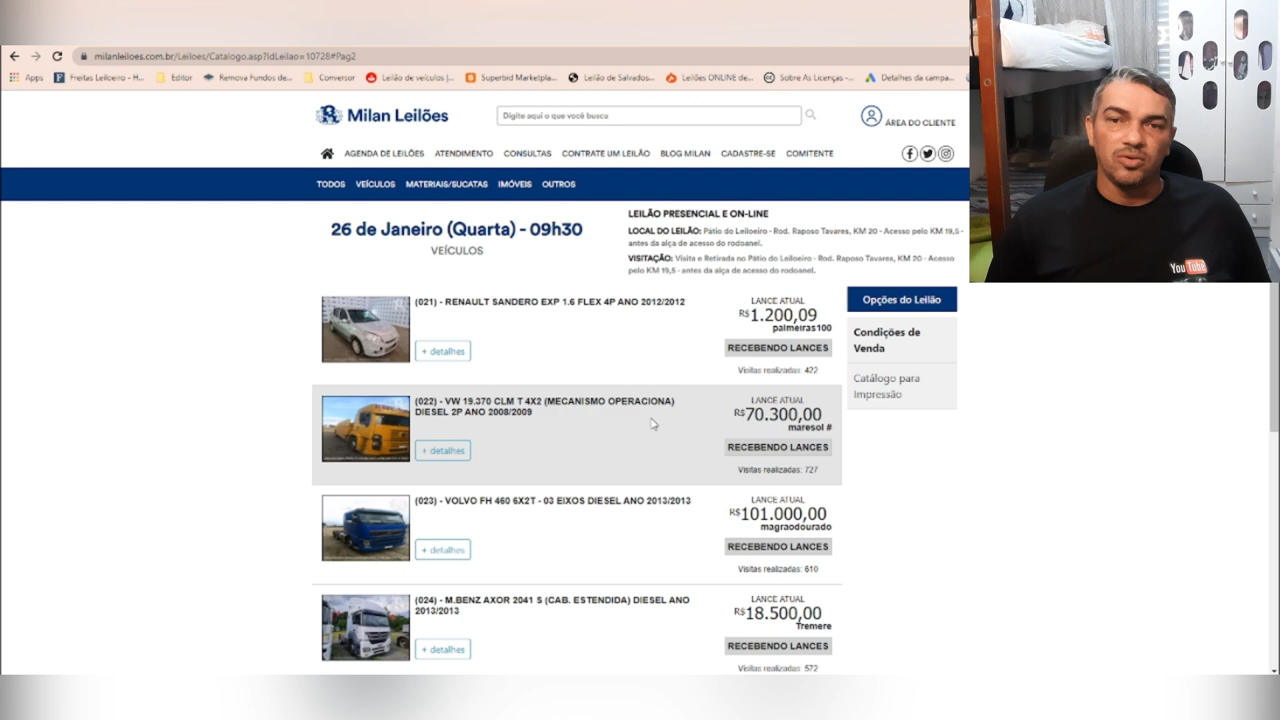 milanleiloes.com.br/Leiloes/Catalogo.asp?IdLeilao=10728#Pag2
Apps Freitas Leiloeiro - H... Editor Remova Fundos de... Conversor Leilão de veículos |... Superbid Marketpla... Leilão de Salvados... Leilões ONLINE de... Sobre As Licenças -... Detalhes da campa...
Milan Leilões
Digite aqui o que você busca
ÁREA DO CLIENTE
AGENDA DE LEILÕES ATENDIMENTO CONSULTAS CONTRATE UM LEILÃO BLOG MILAN CADASTRE-SE COMITENTE
TODOS VEÍCULOS MATERIAIS/SUCATAS IMÓVEIS OUTROS
26 de Janeiro (Quarta) - 09h30
VEÍCULOS
LEILÃO PRESENCIAL E ON-LINE
LOCAL DO LEILÃO: Pátio do Leiloeiro - Rod. Raposo Tavares, KM 20 - Acesso pelo KM 19,5 -
antes da alça de acesso do rodoanel.
VISITAÇÃO: Visita e Retirada no Pátio do Leiloeiro - Rod. Raposo Tavares, KM 20 - Acesso
pelo KM 19,5 - antes da alça de acesso do rodoanel.
(021) - RENAULT SANDERO EXP 1.6 FLEX 4P ANO 2012/2012
+ detalhes
LANCE ATUAL
R$1.200,09
palmeiras100
RECEBENDO LANCES
Visitas realizadas: 422
(022) - VW 19.370 CLM T 4X2 (MECANISMO OPERACIONA)
DIESEL 2P ANO 2008/2009
+ detalhes
LANCE ATUAL
R$70.300,00
maresol #
RECEBENDO LANCES
Visitas realizadas: 727
(023) - VOLVO FH 460 6X2T - 03 EIXOS DIESEL ANO 2013/2013
+ detalhes
LANCE ATUAL
R$101.000,00
magraodourado
RECEBENDO LANCES
Visitas realizadas: 610
(024) - M.BENZ AXOR 2041 S (CAB. ESTENDIDA) DIESEL ANO
2013/2013
+ detalhes
LANCE ATUAL
R$18.500,00
Tremere
RECEBENDO LANCES
Visitas realizadas: 572
Opções do Leilão
Condições de
Venda
Catálogo para
Impressão
You Tube